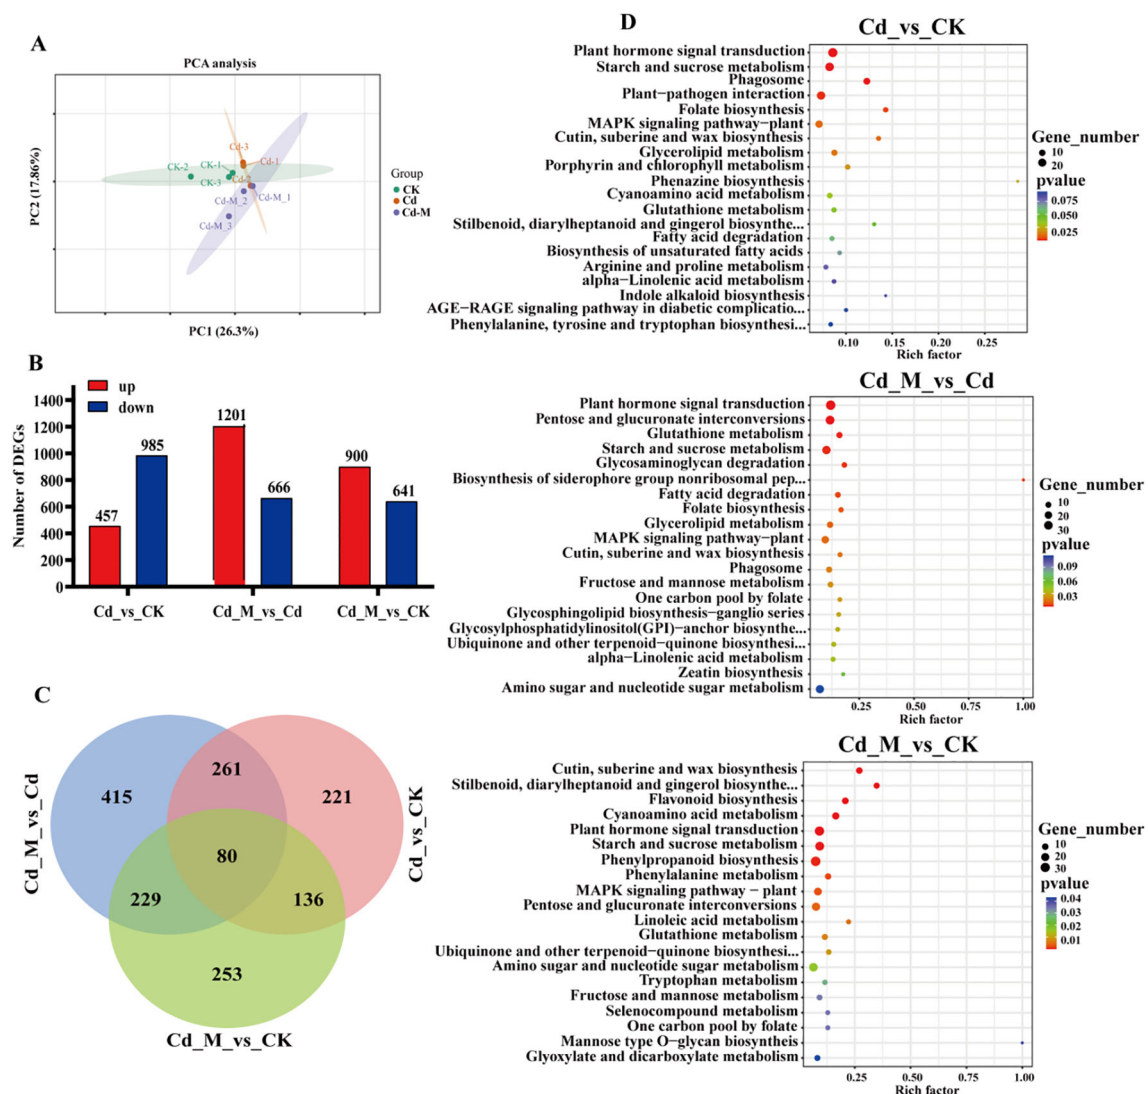 A
PCA analysis
PC2 (17.86%)
CK-2
CK-1
CK-3
Cd-3
Cd-1
Cd-2
Cd-M_2
Cd-M_1
Cd-M_3
Group
CK
Cd
Cd-M
PC1 (26.3%)
B
up
down
Number of DEGs
1400
1200
1000
800
600
400
200
0
457
985
1201
666
900
641
Cd_vs_CK
Cd_M_vs_Cd
Cd_M_vs_CK
C
Cd_M_vs_Cd
Cd_vs_CK
415
261
221
80
229
136
253
Cd_M_vs_CK
D
Cd_vs_CK
Plant hormone signal transduction
Starch and sucrose metabolism
Phagosome
Plant−pathogen interaction
Folate biosynthesis
MAPK signaling pathway−plant
Cutin, suberine and wax biosynthesis
Glycerolipid metabolism
Porphyrin and chlorophyll metabolism
Phenazine biosynthesis
Cyanoamino acid metabolism
Glutathione metabolism
Stilbenoid, diarylheptanoid and gingerol biosynthe...
Fatty acid degradation
Biosynthesis of unsaturated fatty acids
Arginine and proline metabolism
alpha−Linolenic acid metabolism
Indole alkaloid biosynthesis
AGE−RAGE signaling pathway in diabetic complicatio...
Phenylalanine, tyrosine and tryptophan biosynthesi...
0.10 0.15 0.20 0.25
Rich factor
Gene_number
10
20
pvalue
0.075
0.050
0.025
Cd_M_vs_Cd
Plant hormone signal transduction
Pentose and glucuronate interconversions
Glutathione metabolism
Starch and sucrose metabolism
Glycosaminoglycan degradation
Biosynthesis of siderophore group nonribosomal pep...
Fatty acid degradation
Folate biosynthesis
Glycerolipid metabolism
MAPK signaling pathway−plant
Cutin, suberine and wax biosynthesis
Phagosome
Fructose and mannose metabolism
One carbon pool by folate
Glycosphingolipid biosynthesis−ganglio series
Glycosylphosphatidylinositol(GPI)−anchor biosynthe...
Ubiquinone and other terpenoid−quinone biosynthesi...
alpha−Linolenic acid metabolism
Zeatin biosynthesis
Amino sugar and nucleotide sugar metabolism
0.25 0.50 0.75 1.00
Rich factor
Gene_number
10
20
30
pvalue
0.09
0.06
0.03
Cd_M_vs_CK
Cutin, suberine and wax biosynthesis
Stilbenoid, diarylheptanoid and gingerol biosynthe...
Flavonoid biosynthesis
Cyanoamino acid metabolism
Plant hormone signal transduction
Starch and sucrose metabolism
Phenylpropanoid biosynthesis
Phenylalanine metabolism
MAPK signaling pathway − plant
Pentose and glucuronate interconversions
Linoleic acid metabolism
Glutathione metabolism
Ubiquinone and other terpenoid−quinone biosynthesi...
Amino sugar and nucleotide sugar metabolism
Tryptophan metabolism
Fructose and mannose metabolism
Selenocompound metabolism
One carbon pool by folate
Mannose type O−glycan biosynthesis
Glyoxylate and dicarboxylate metabolism
0.25 0.50 0.75 1.00
Rich factor
Gene_number
10
20
30
pvalue
0.04
0.03
0.02
0.01